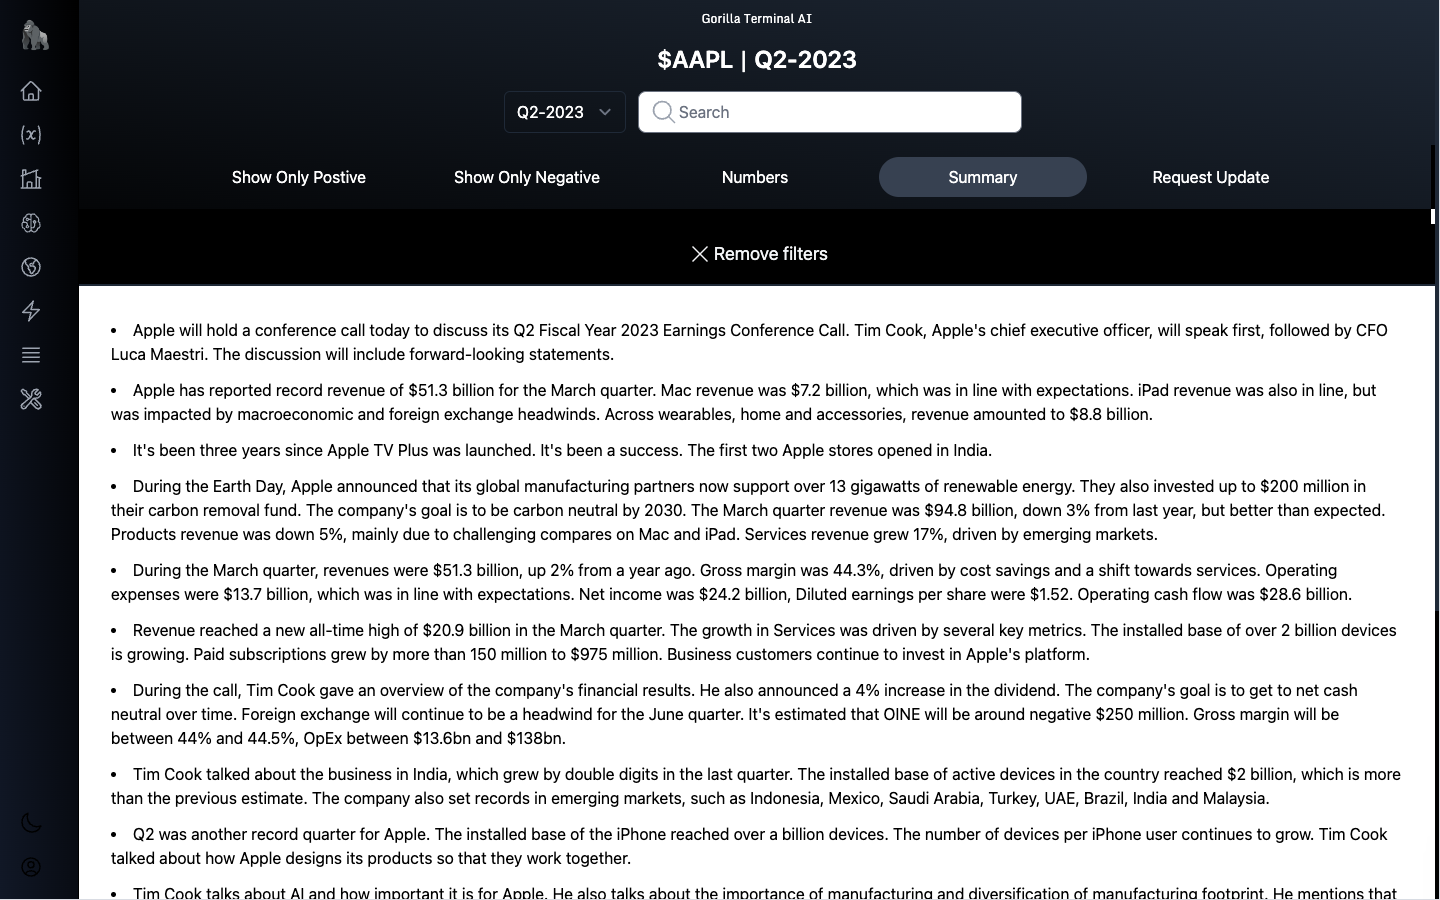 Gorilla Terminal AI
$AAPL | Q2-2023
Q2-2023
Search
Show Only Postive
Show Only Negative
Numbers
Summary
Request Update
Remove filters
• Apple will hold a conference call today to discuss its Q2 Fiscal Year 2023 Earnings Conference Call. Tim Cook, Apple's chief executive officer, will speak first, followed by CFO
Luca Maestri. The discussion will include forward-looking statements.
• Apple has reported record revenue of $51.3 billion for the March quarter. Mac revenue was $7.2 billion, which was in line with expectations. iPad revenue was also in line, but
was impacted by macroeconomic and foreign exchange headwinds. Across wearables, home and accessories, revenue amounted to $8.8 billion.
• It's been three years since Apple TV Plus was launched. It's been a success. The first two Apple stores opened in India.
• During the Earth Day, Apple announced that its global manufacturing partners now support over 13 gigawatts of renewable energy. They also invested up to $200 million in
their carbon removal fund. The company's goal is to be carbon neutral by 2030. The March quarter revenue was $94.8 billion, down 3% from last year, but better than expected.
Products revenue was down 5%, mainly due to challenging compares on Mac and iPad. Services revenue grew 17%, driven by emerging markets.
• During the March quarter, revenues were $51.3 billion, up 2% from a year ago. Gross margin was 44.3%, driven by cost savings and a shift towards services. Operating
expenses were $13.7 billion, which was in line with expectations. Net income was $24.2 billion, Diluted earnings per share were $1.52. Operating cash flow was $28.6 billion.
• Revenue reached a new all-time high of $20.9 billion in the March quarter. The growth in Services was driven by several key metrics. The installed base of over 2 billion devices
is growing. Paid subscriptions grew by more than 150 million to $975 million. Business customers continue to invest in Apple's platform.
• During the call, Tim Cook gave an overview of the company's financial results. He also announced a 4% increase in the dividend. The company's goal is to get to net cash
neutral over time. Foreign exchange will continue to be a headwind for the June quarter. It's estimated that OINE will be around negative $250 million. Gross margin will be
between 44% and 44.5%, OpEx between $13.6bn and $138bn.
• Tim Cook talked about the business in India, which grew by double digits in the last quarter. The installed base of active devices in the country reached $2 billion, which is more
than the previous estimate. The company also set records in emerging markets, such as Indonesia, Mexico, Saudi Arabia, Turkey, UAE, Brazil, India and Malaysia.
• Q2 was another record quarter for Apple. The installed base of the iPhone reached over a billion devices. The number of devices per iPhone user continues to grow. Tim Cook
talked about how Apple designs its products so that they work together.
• Tim Cook talks about AI and how important it is for Apple. He also talks about the importance of manufacturing and diversification of manufacturing footprint. He mentions that